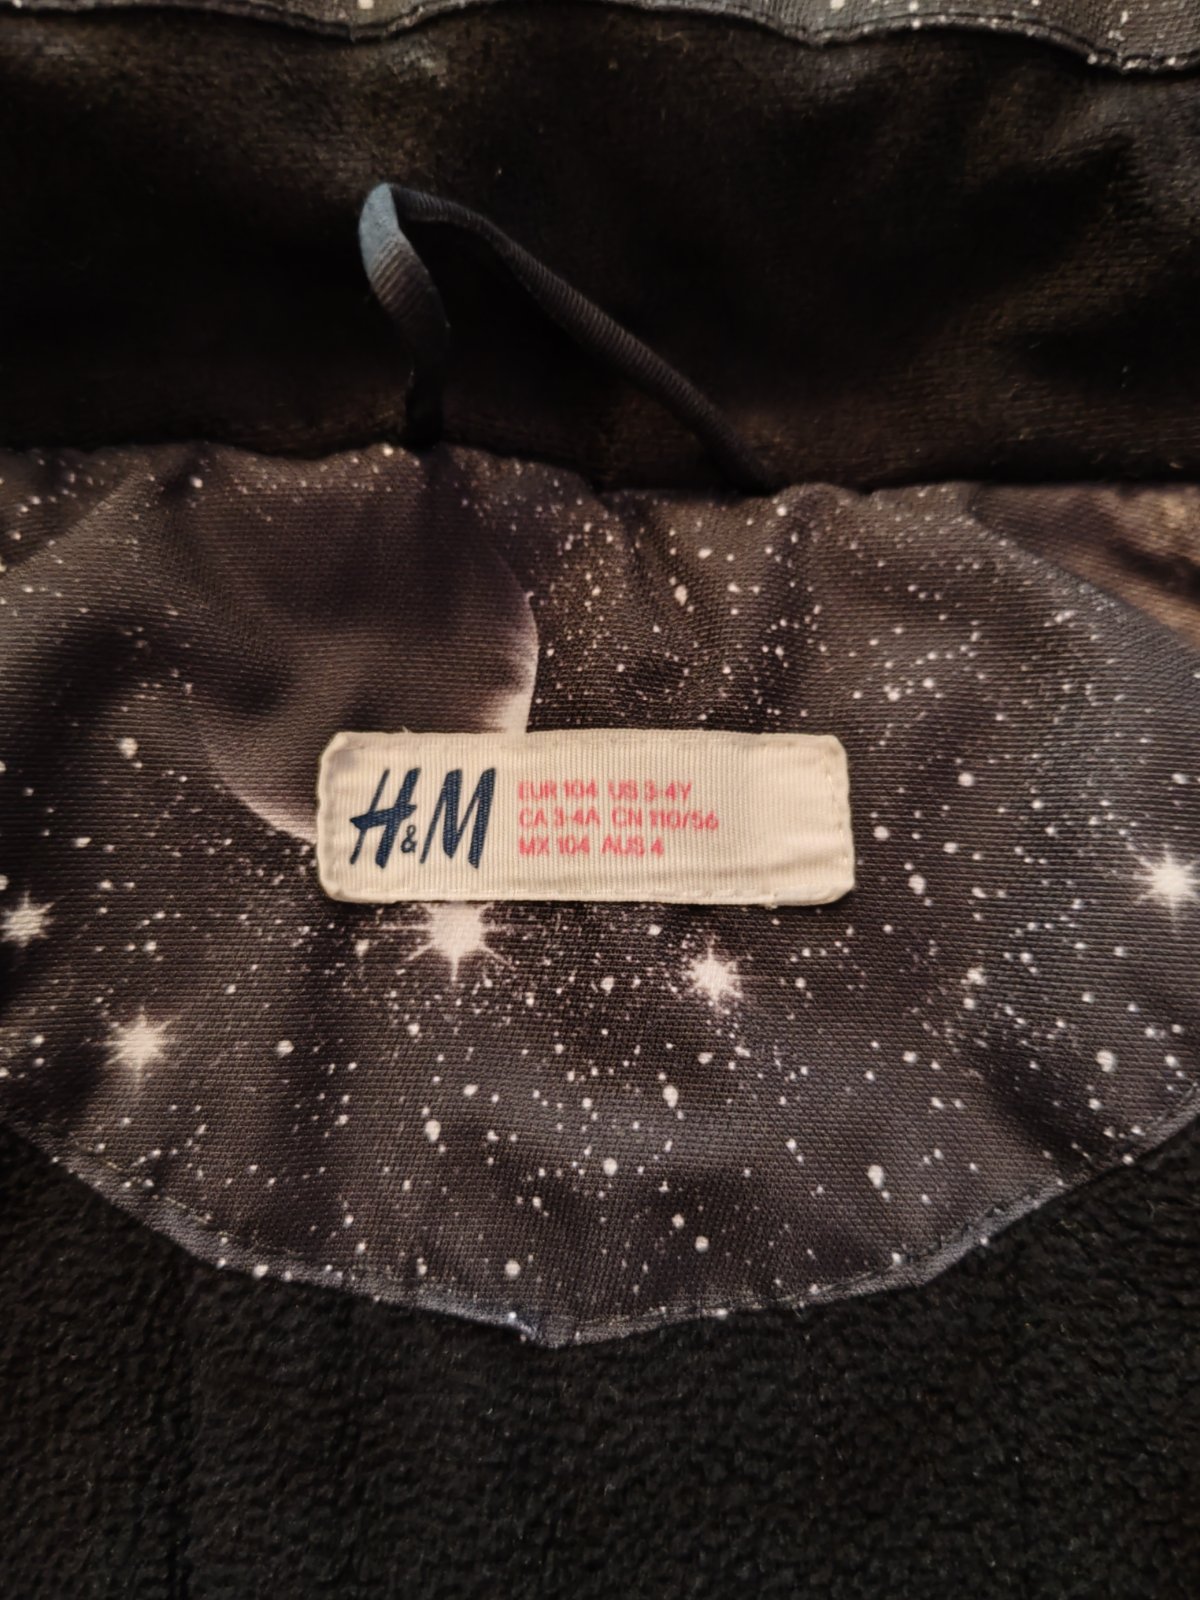 H&M
EUR 104 US 3-4Y
CA 3-4A CN 110/56
MX 104 AUS 4